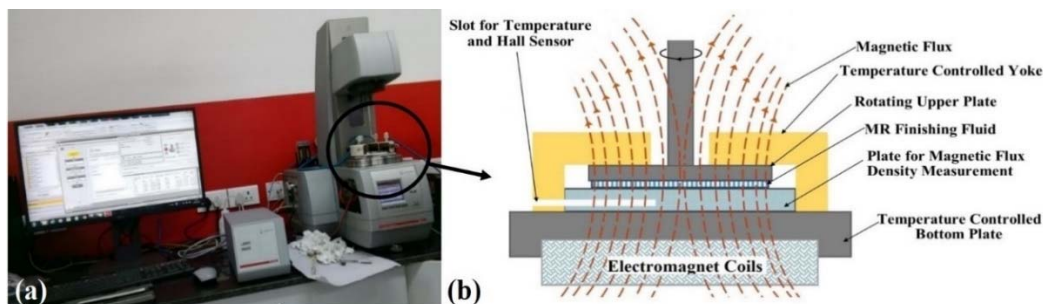 (a)
Slot for Temperature
and Hall Sensor
Magnetic Flux
Temperature Controlled Yoke
Rotating Upper Plate
MR Finishing Fluid
Plate for Magnetic Flux
Density Measurement
Temperature Controlled
Bottom Plate
Electromagnet Coils
(b)